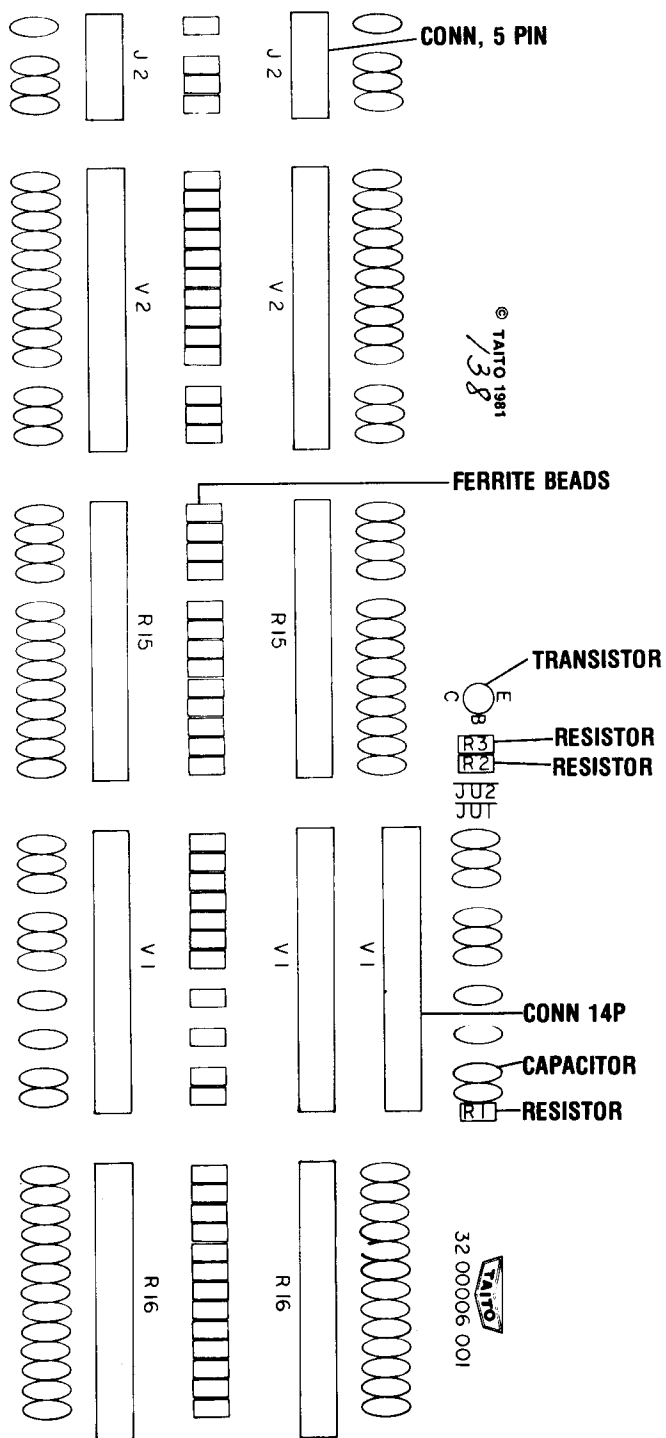 CONN, 5 PIN
J2
J2
V2
V2
© TAITO 1981
138
FERRITE BEADS
R15
R15
TRANSISTOR
C
E
B
R3
RESISTOR
R2
RESISTOR
JU2
JU1
V1
V1
V1
CONN 14P
CAPACITOR
R1
RESISTOR
R16
R16
TAITO
32 00006 001